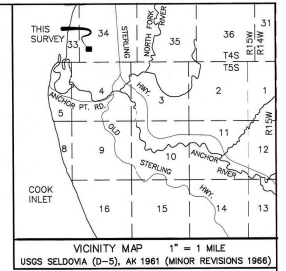 THIS
SURVEY
33
34
STERLING
NORTH FORK
RIVER
35
36
31
R15W
R14W
T4S
T5S
ANCHOR PT. RD.
4
HWY.
3
2
1
5
OLD
R15W
11
8
9
10
ANCHOR
RIVER
12
STERLING
HWY.
COOK
INLET
16
15
14
13
VICINITY MAP 1" = 1 MILE
USGS SELDOVIA (D-5), AK 1961 (MINOR REVISIONS 1966)